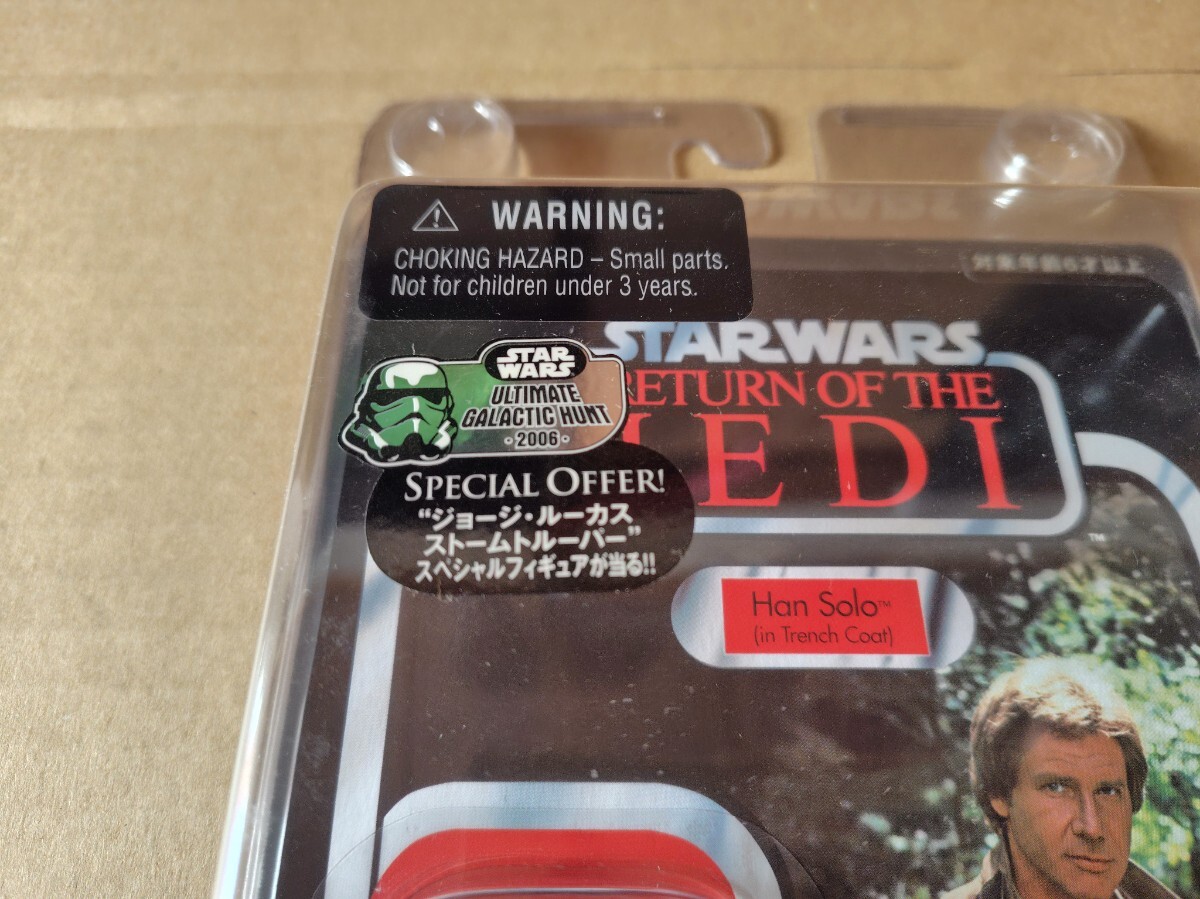 WARNING:
CHOKING HAZARD – Small parts.
Not for children under 3 years.
対象年齢6才以上
STAR WARS
RETURN OF THE
JEDI
™
STAR
WARS
ULTIMATE
GALACTIC HUNT
•2006•
SPECIAL OFFER!
“ジョージ・ルーカス
ストームトルーパー”
スペシャルフィギュアが当る!!
Han Solo™
(in Trench Coat)